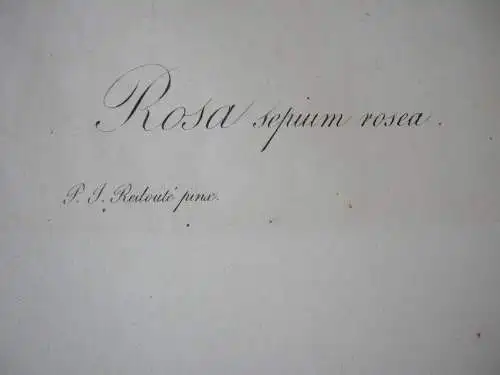 Rosa sepium rosea.
P. J. Redouté pinx.